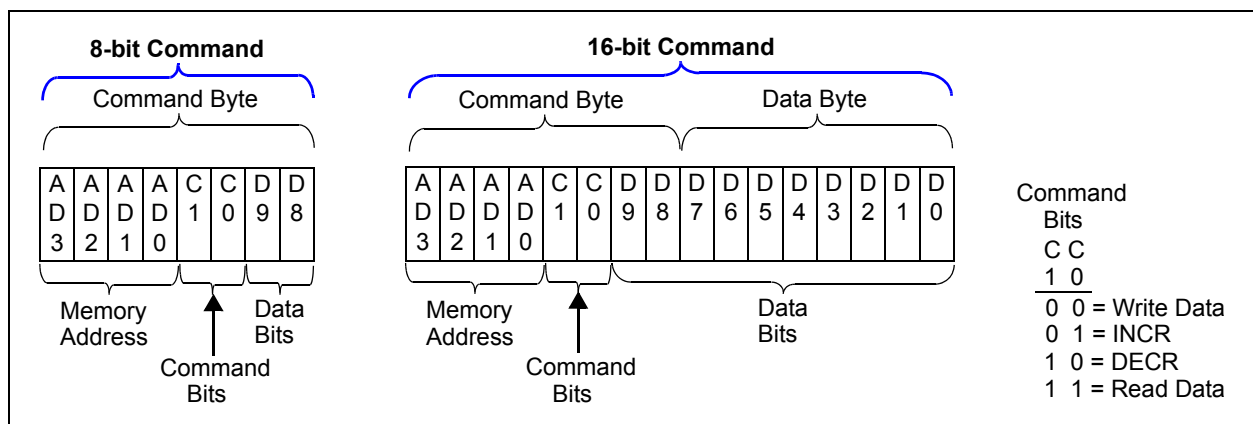 8-bit Command
16-bit Command
Command Byte
Command Byte
Data Byte
A A A A C C D D
D D D D 1 0 9 8
3 2 1 0
A A A A C C D D D D D D D D D D
D D D D 1 0 9 8 7 6 5 4 3 2 1 0
3 2 1 0
Memory
Address
Command
Bits
Data
Bits
Memory
Address
Command
Bits
Data
Bits
Command
Bits
C C
1 0
0 0 = Write Data
0 1 = INCR
1 0 = DECR
1 1 = Read Data